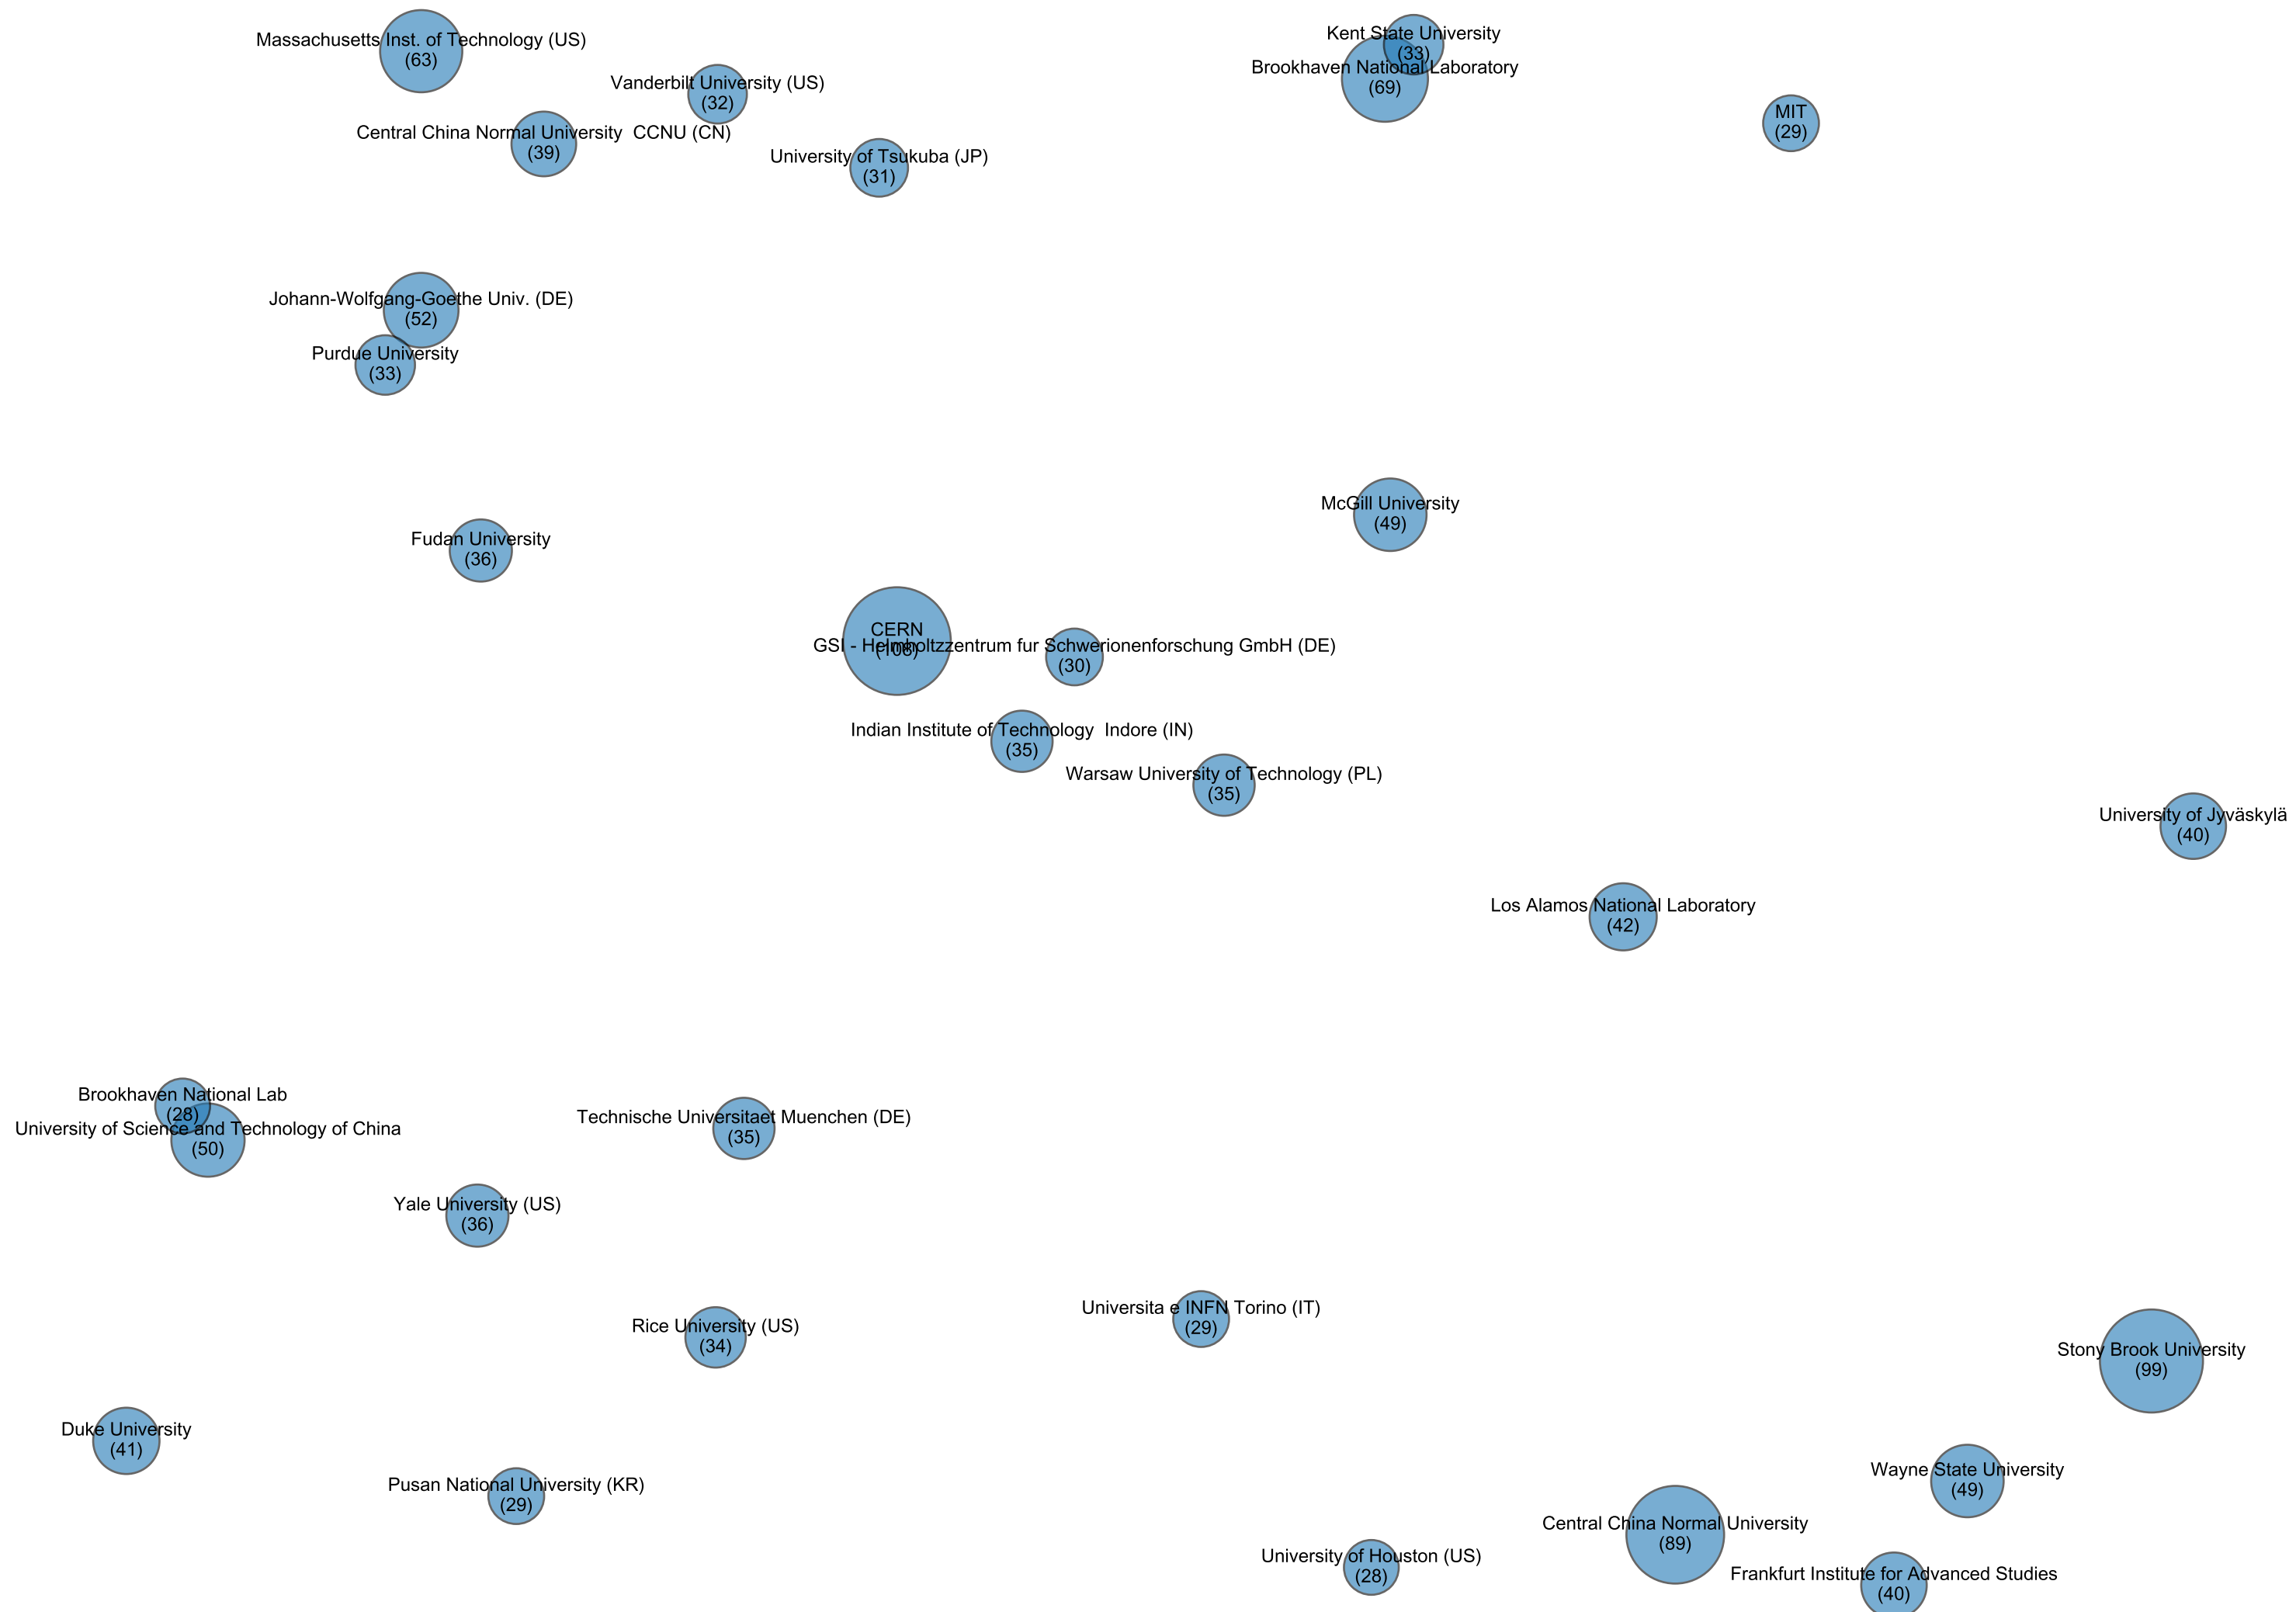 Massachusetts Inst. of Technology (US)
(63)
Kent State University
(33)
Brookhaven National Laboratory
(69)
Vanderbilt University (US)
(32)
MIT
(29)
Central China Normal University  CCNU (CN)
(39)
University of Tsukuba (JP)
(31)
Johann-Wolfgang-Goethe Univ. (DE)
(52)
Purdue University
(33)
McGill University
(49)
Fudan University
(36)
CERN
GSI - Helmholtzzentrum fur Schwerionenforschung GmbH (DE)
(30)
Indian Institute of Technology  Indore (IN)
(35)
Warsaw University of Technology (PL)
(35)
University of Jyväskylä
(40)
Los Alamos National Laboratory
(42)
Brookhaven National Lab
(28)
University of Science and Technology of China
(50)
Technische Universitaet Muenchen (DE)
(35)
Yale University (US)
(36)
Universita e INFN Torino (IT)
(29)
Rice University (US)
(34)
Stony Brook University
(99)
Duke University
(41)
Wayne State University
(49)
Pusan National University (KR)
(29)
Central China Normal University
(89)
University of Houston (US)
(28)
Frankfurt Institute for Advanced Studies
(40)